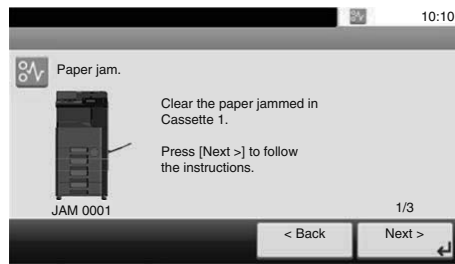 10:10
Paper jam.
Clear the paper jammed in
Cassette 1.
Press [Next >] to follow
the instructions.
JAM 0001
1/3
< Back
Next >